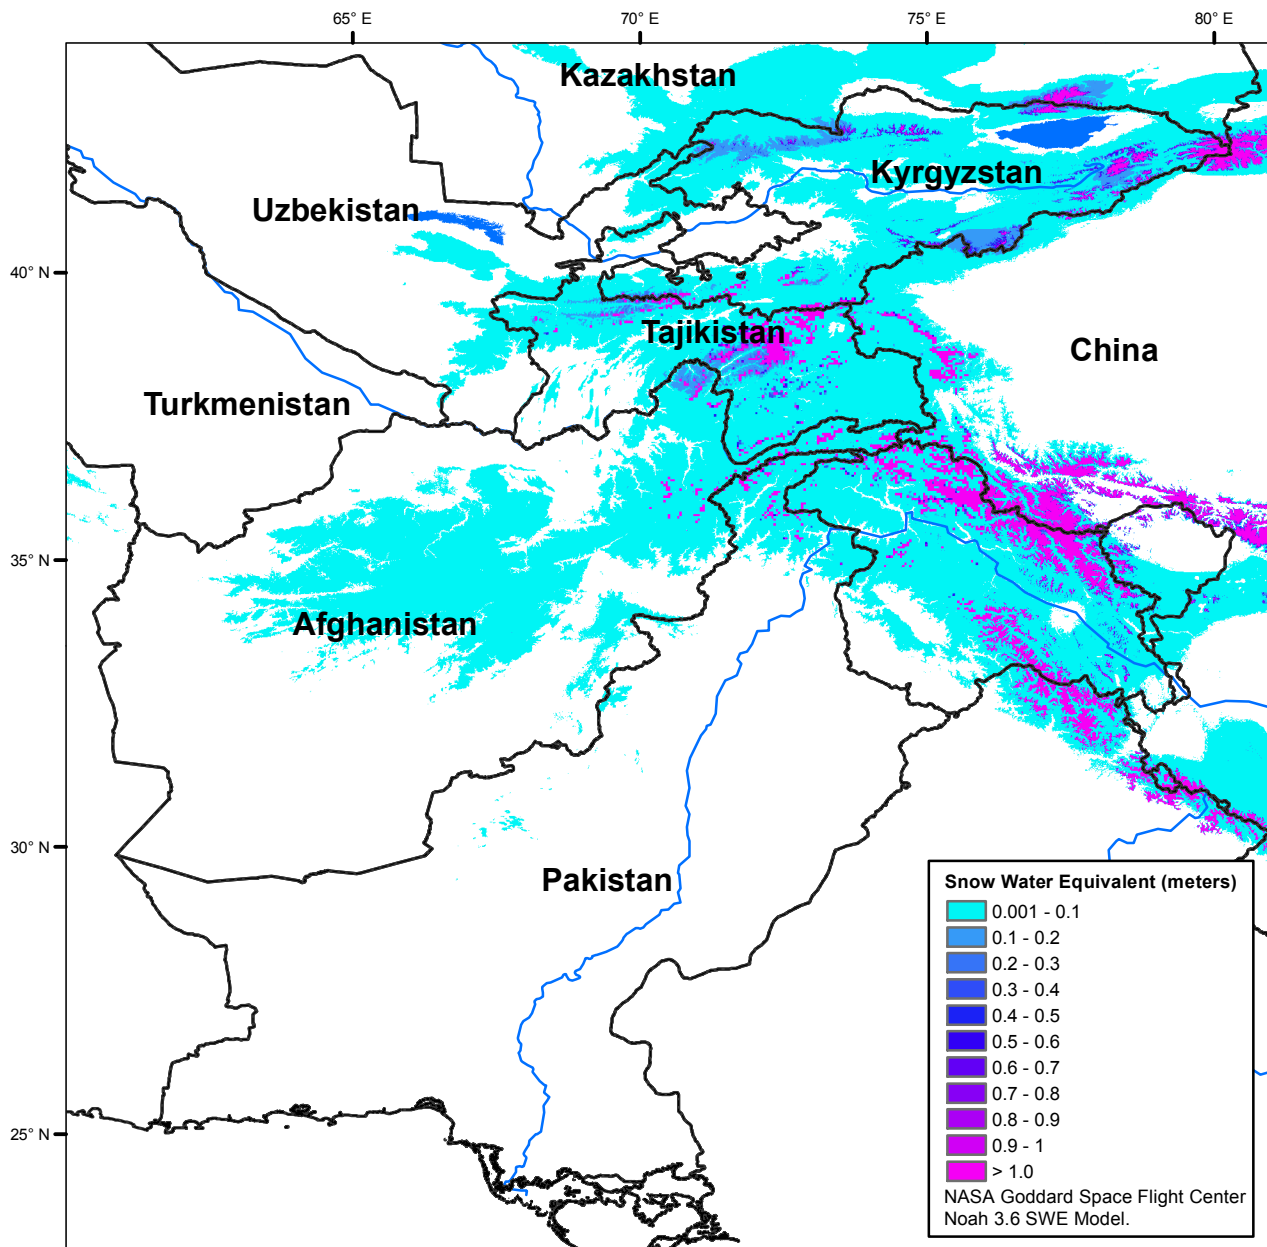 65° E
70° E
75° E
80° E
Kazakhstan
Kyrgyzstan
Uzbekistan
40° N
Tajikistan
China
Turkmenistan
35° N
Afghanistan
30° N
Pakistan
25° N
Snow Water Equivalent (meters)
0.001 - 0.1
0.1 - 0.2
0.2 - 0.3
0.3 - 0.4
0.4 - 0.5
0.5 - 0.6
0.6 - 0.7
0.7 - 0.8
0.8 - 0.9
0.9 - 1
> 1.0
NASA Goddard Space Flight Center
Noah 3.6 SWE Model.